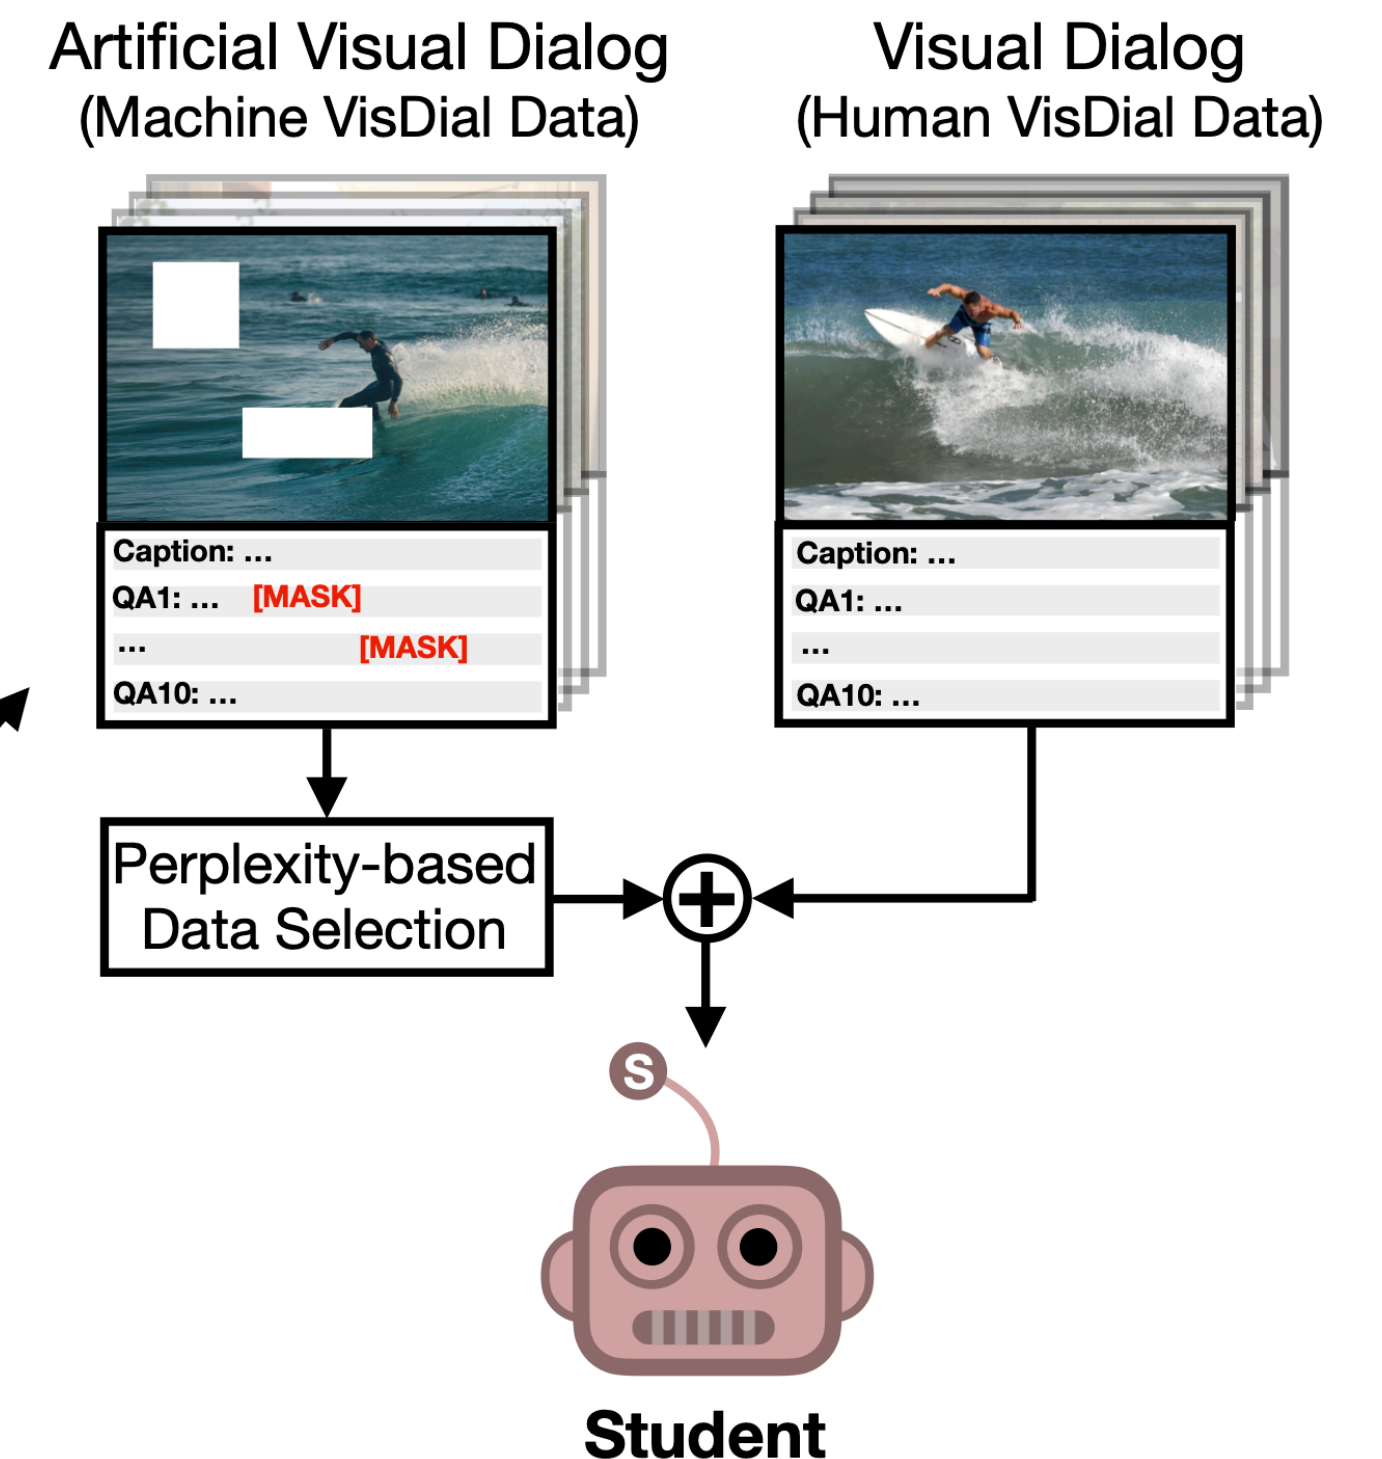 Artificial Visual Dialog
(Machine VisDial Data)
Visual Dialog
(Human VisDial Data)
Caption: ...
QA1: ... [MASK]
... [MASK]
QA10: ...
Caption: ...
QA1: ...
...
QA10: ...
Perplexity-based
Data Selection
S
Student